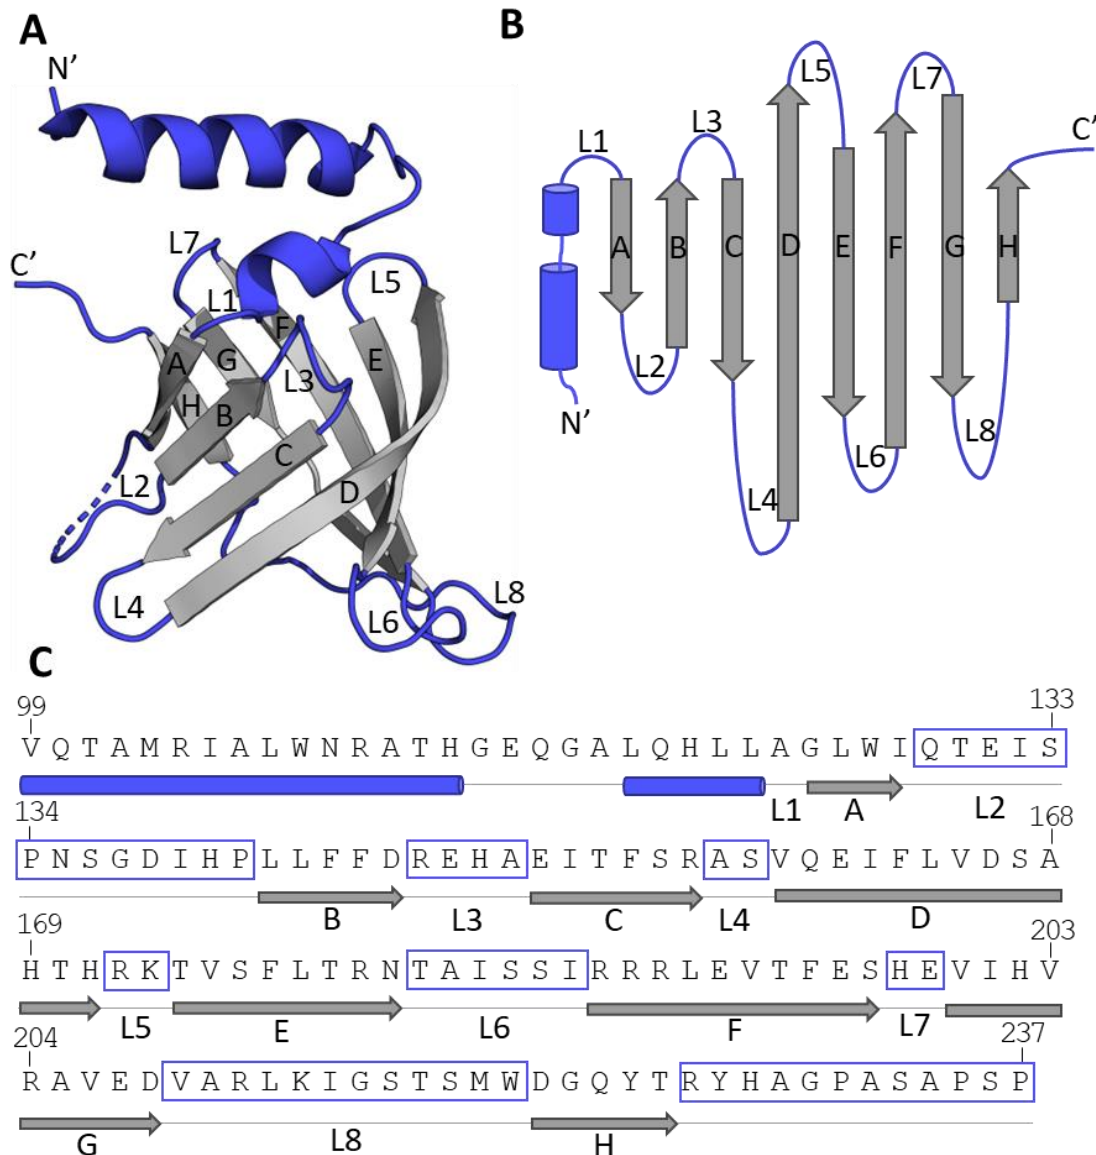 A
N'
L7
C'
L1
L5
A
G
F
E
H
B
L3
C
L2
D
L4
L6
L8
B
L1
L3
L5
L7
C'
A
B
C
D
E
F
G
H
N'
L2
L4
L6
L8
C
99 133
V Q T A M R I A L W N R A T H G E Q G A L Q H L L A G L W I Q T E I S
L1 A L2
134 168
P N S G D I H P L L F F D R E H A E I T F S R A S V Q E I F L V D S A
B L3 C L4 D
169 203
H T H R K T V S F L T R N T A I S S I R R R L E V T F E S H E V I H V
L5 E L6 F L7
204 237
R A V E D V A R L K I G S T S M W D G Q Y T R Y H A G P A S A P S P
G L8 H